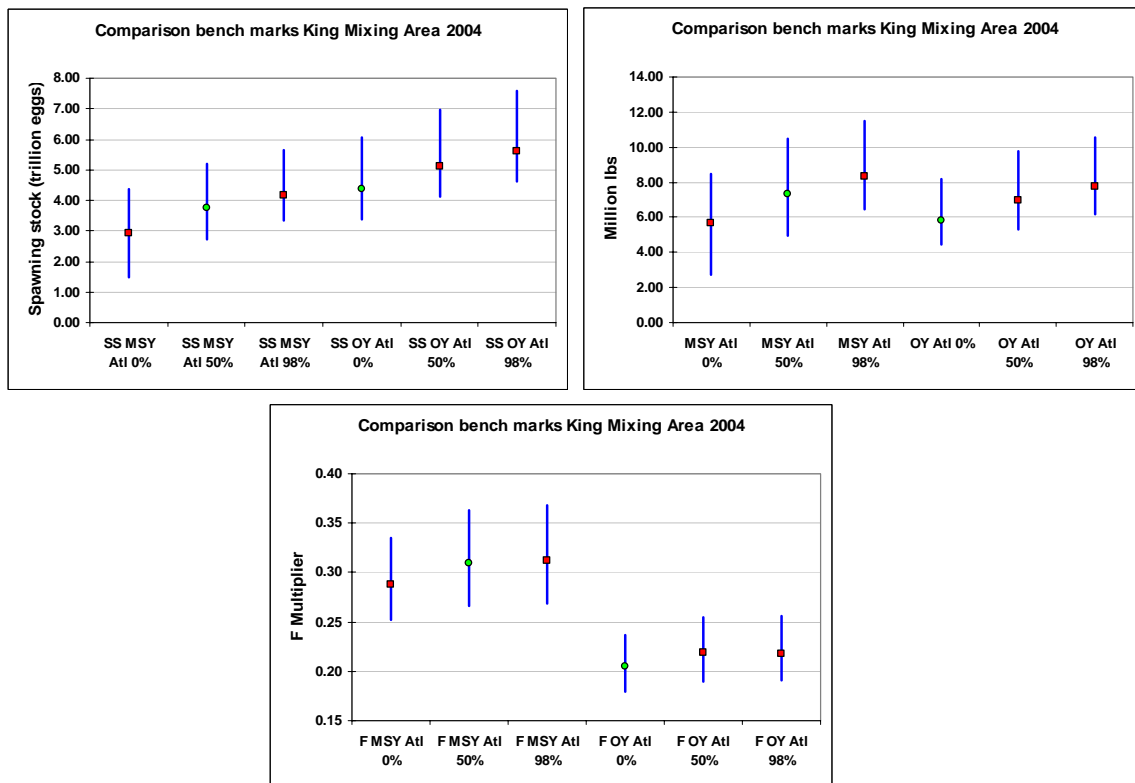 Comparison bench marks King Mixing Area 2004
Spawning stock (trillion eggs)
8.00
7.00
6.00
5.00
4.00
3.00
2.00
1.00
0.00
SS MSY Atl 0%
SS MSY Atl 50%
SS MSY Atl 98%
SS OY Atl 0%
SS OY Atl 50%
SS OY Atl 98%
Comparison bench marks King Mixing Area 2004
Million lbs
14.00
12.00
10.00
8.00
6.00
4.00
2.00
0.00
MSY Atl 0%
MSY Atl 50%
MSY Atl 98%
OY Atl 0%
OY Atl 50%
OY Atl 98%
Comparison bench marks King Mixing Area 2004
F Multiplier
0.40
0.35
0.30
0.25
0.20
0.15
F MSY Atl 0%
F MSY Atl 50%
F MSY Atl 98%
F OY Atl 0%
F OY Atl 50%
F OY Atl 98%